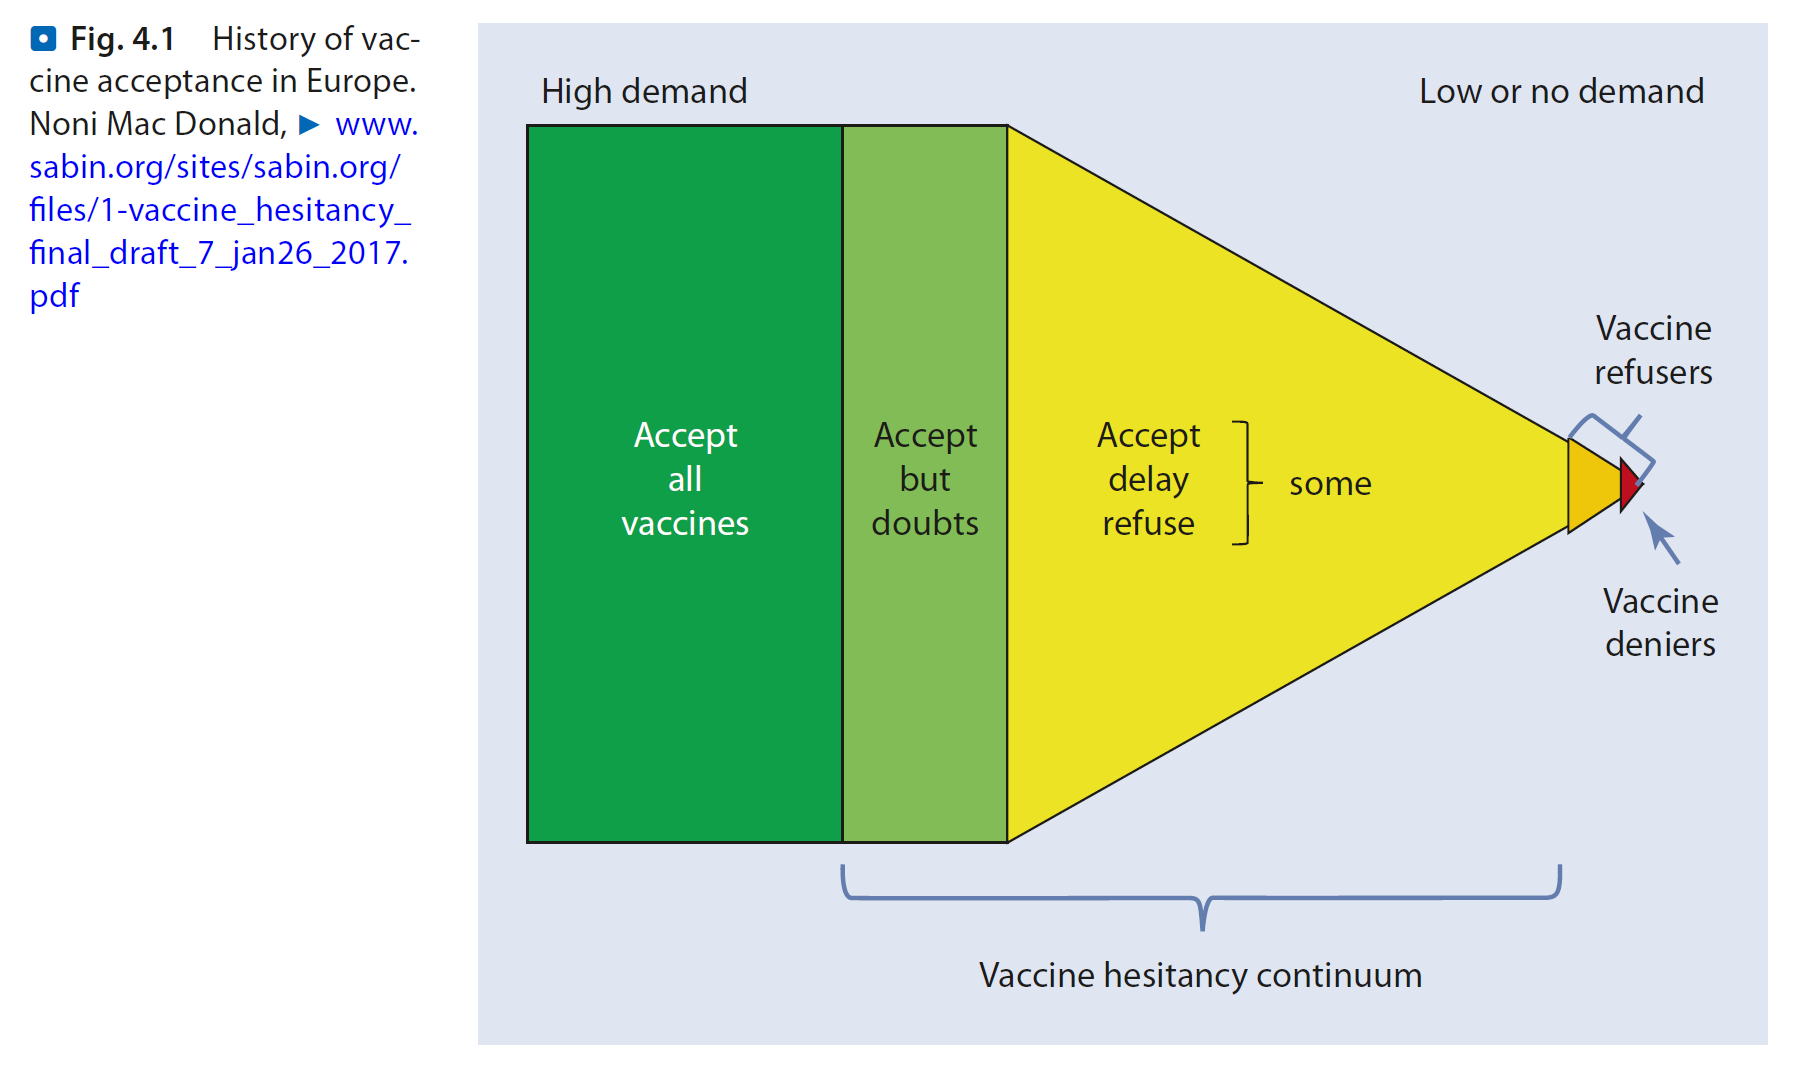 Fig. 4.1 History of vac-
cine acceptance in Europe.
Noni Mac Donald, ► www.
sabin.org/sites/sabin.org/
files/1-vaccine_hesitancy_
final_draft_7_jan26_2017.
pdf
High demand
Low or no demand
Accept
all
vaccines
Accept
but
doubts
Accept
delay
refuse
some
Vaccine
refusers
Vaccine
deniers
Vaccine hesitancy continuum